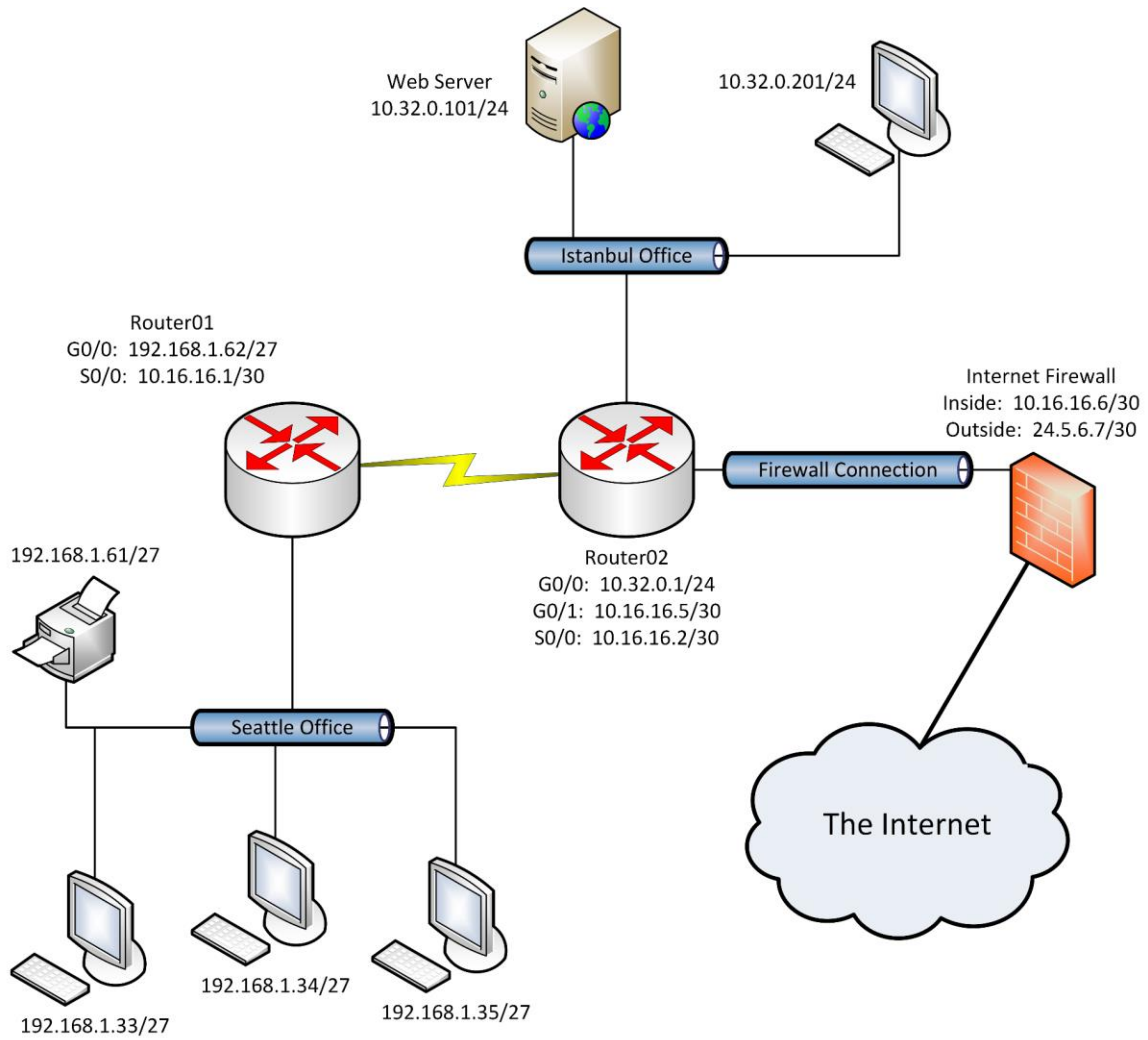 Web Server
10.32.0.101/24
10.32.0.201/24
Istanbul Office
Router01
G0/0:  192.168.1.62/27
S0/0:  10.16.16.1/30
Internet Firewall
Inside:  10.16.16.6/30
Outside:  24.5.6.7/30
Firewall Connection
Router02
G0/0:  10.32.0.1/24
G0/1:  10.16.16.5/30
S0/0:  10.16.16.2/30
192.168.1.61/27
Seattle Office
The Internet
192.168.1.33/27
192.168.1.34/27
192.168.1.35/27